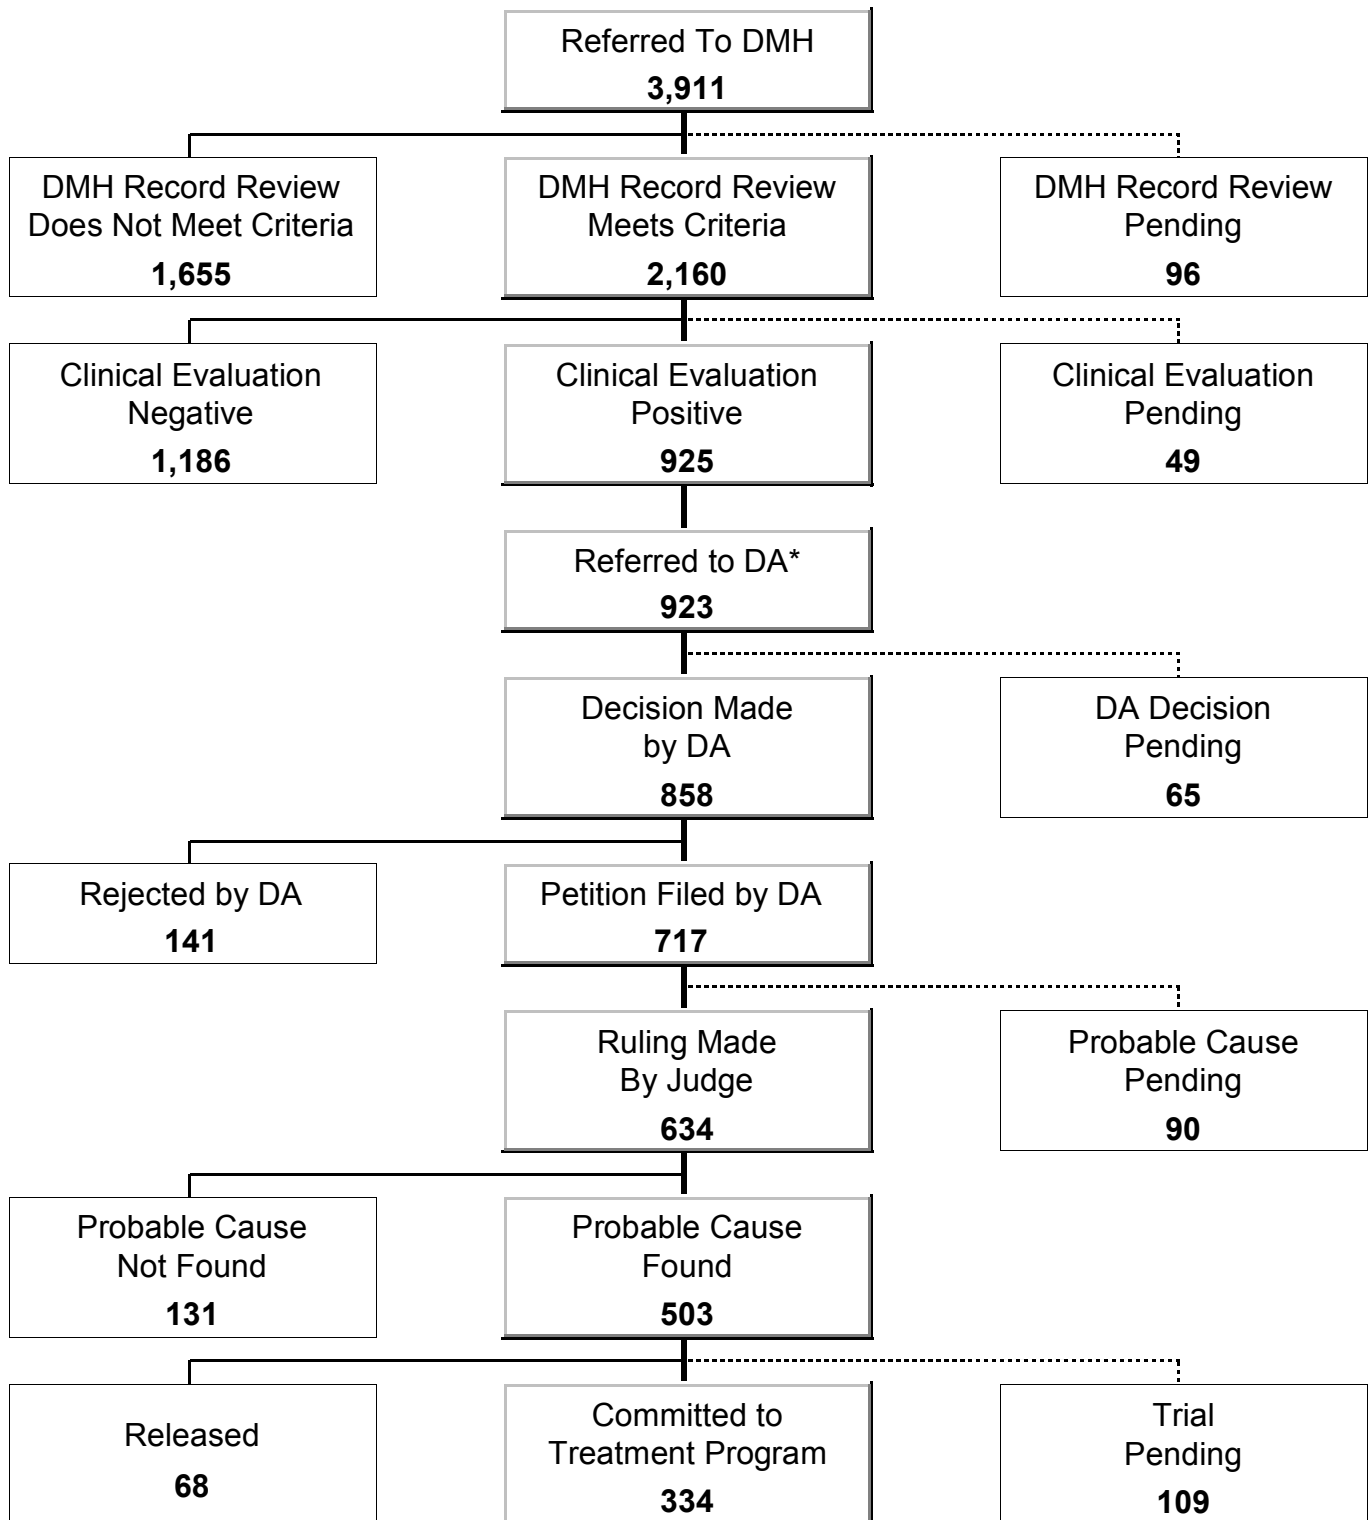 Referred To DMH
3,911
DMH Record Review
Does Not Meet Criteria
1,655
DMH Record Review
Meets Criteria
2,160
DMH Record Review
Pending
96
Clinical Evaluation
Negative
1,186
Clinical Evaluation
Positive
925
Clinical Evaluation
Pending
49
Referred to DA*
923
Decision Made
by DA
858
DA Decision
Pending
65
Rejected by DA
141
Petition Filed by DA
717
Ruling Made
By Judge
634
Probable Cause
Pending
90
Probable Cause
Not Found
131
Probable Cause
Found
503
Released
68
Committed to
Treatment Program
334
Trial
Pending
109